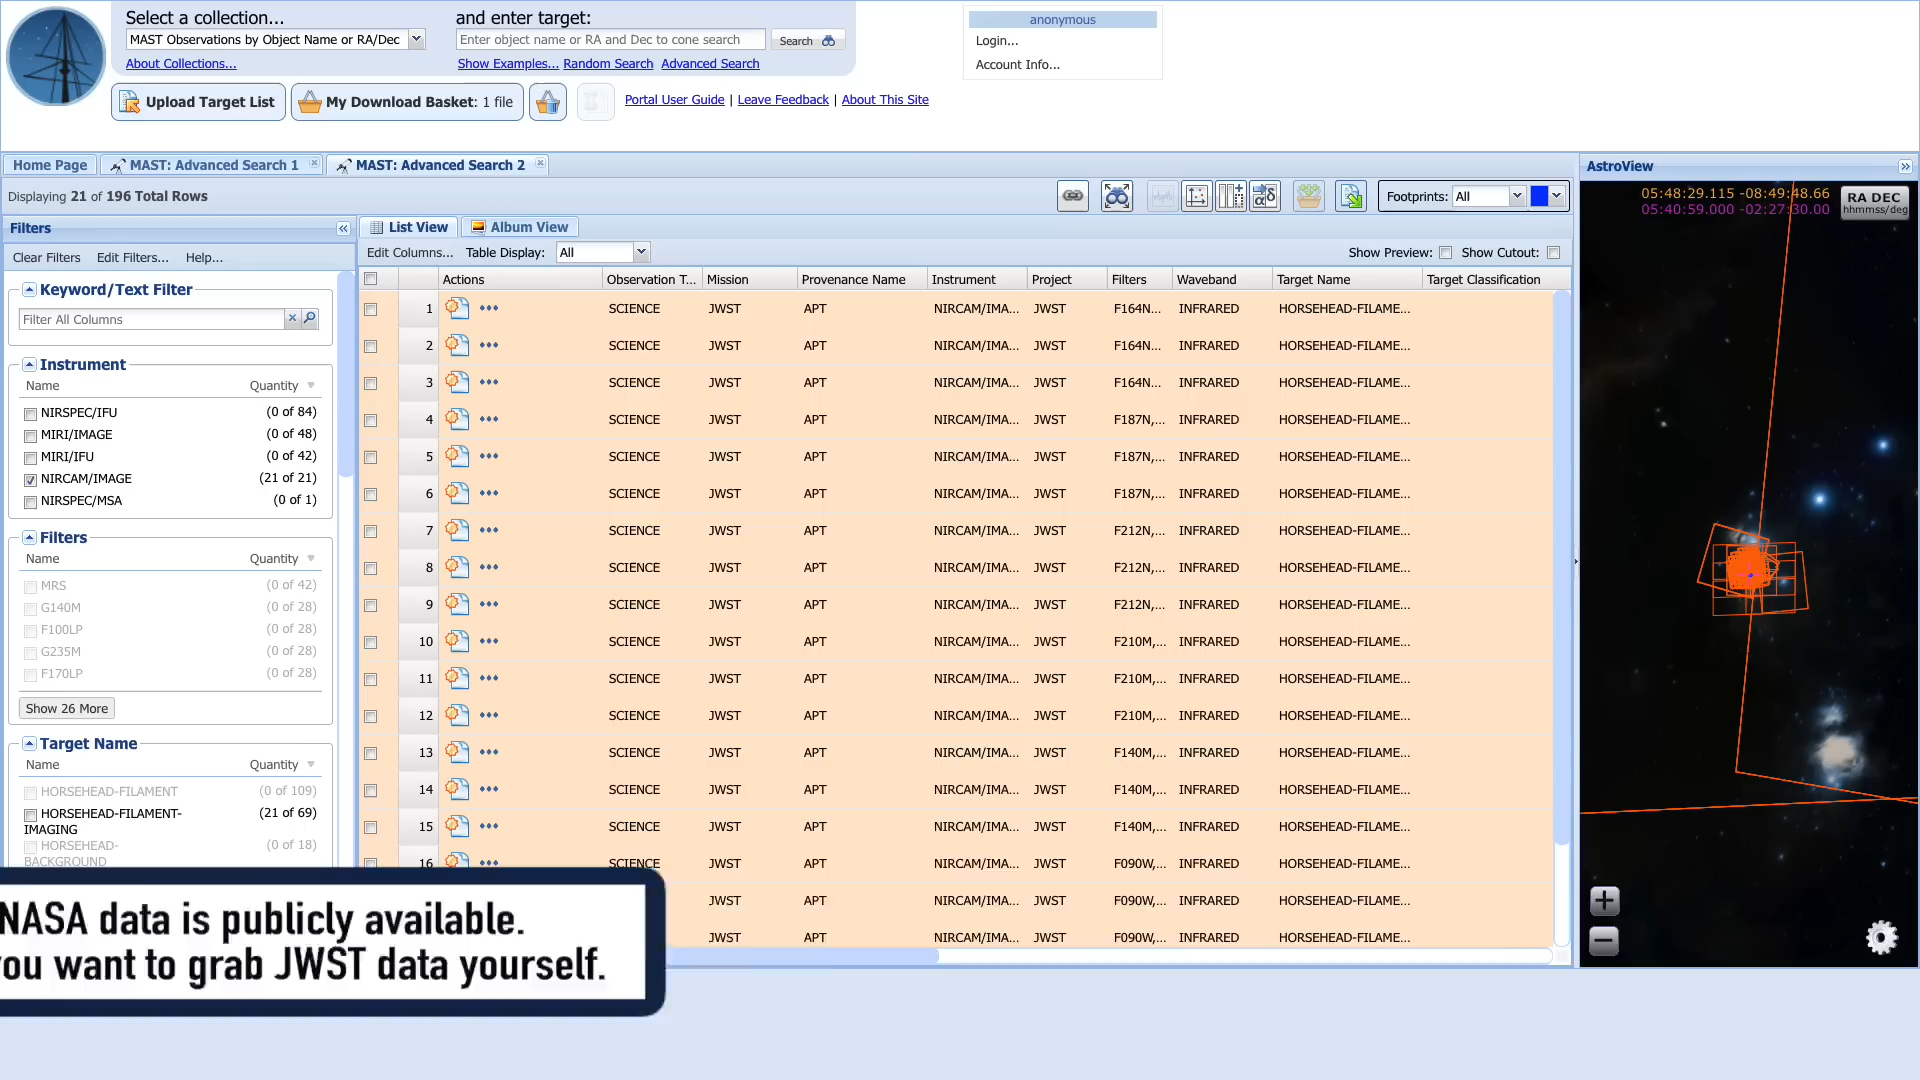 Select a collection...
and enter target:
anonymous
MAST Observations by Object Name or RA/Dec
Enter object name or RA and Dec to cone search
Search
Login...
About Collections...
Show Examples... Random Search Advanced Search
Account Info...
Upload Target List
My Download Basket: 1 file
Portal User Guide | Leave Feedback | About This Site
Home Page
MAST: Advanced Search 1
MAST: Advanced Search 2
AstroView
Displaying 21 of 196 Total Rows
Footprints: All
05:48:29.115 -08:49:48.66
05:40:59.000 -02:27:30.00
RA DEC
hhmmss/deg
Filters
List View
Album View
Clear Filters Edit Filters... Help...
Edit Columns... Table Display: All
Show Preview: Show Cutout:
Keyword/Text Filter
Filter All Columns
Instrument
Name Quantity
NIRSPEC/IFU (0 of 84)
MIRI/IMAGE (0 of 48)
MIRI/IFU (0 of 42)
NIRCAM/IMAGE (21 of 21)
NIRSPEC/MSA (0 of 1)
Filters
Name Quantity
MRS (0 of 42)
G140M (0 of 28)
F100LP (0 of 28)
G235M (0 of 28)
F170LP (0 of 28)
Show 26 More
Target Name
Name Quantity
HORSEHEAD-FILAMENT (0 of 109)
HORSEHEAD-FILAMENT-
IMAGING (21 of 69)
HORSEHEAD-
BACKGROUND (0 of 18)
Actions Observation T... Mission Provenance Name Instrument Project Filters Waveband Target Name Target Classification
1 SCIENCE JWST APT NIRCAM/IMA... JWST F164N... INFRARED HORSEHEAD-FILAME...
2 SCIENCE JWST APT NIRCAM/IMA... JWST F164N... INFRARED HORSEHEAD-FILAME...
3 SCIENCE JWST APT NIRCAM/IMA... JWST F164N... INFRARED HORSEHEAD-FILAME...
4 SCIENCE JWST APT NIRCAM/IMA... JWST F187N,... INFRARED HORSEHEAD-FILAME...
5 SCIENCE JWST APT NIRCAM/IMA... JWST F187N,... INFRARED HORSEHEAD-FILAME...
6 SCIENCE JWST APT NIRCAM/IMA... JWST F187N,... INFRARED HORSEHEAD-FILAME...
7 SCIENCE JWST APT NIRCAM/IMA... JWST F212N,... INFRARED HORSEHEAD-FILAME...
8 SCIENCE JWST APT NIRCAM/IMA... JWST F212N,... INFRARED HORSEHEAD-FILAME...
9 SCIENCE JWST APT NIRCAM/IMA... JWST F212N,... INFRARED HORSEHEAD-FILAME...
10 SCIENCE JWST APT NIRCAM/IMA... JWST F210M,... INFRARED HORSEHEAD-FILAME...
11 SCIENCE JWST APT NIRCAM/IMA... JWST F210M,... INFRARED HORSEHEAD-FILAME...
12 SCIENCE JWST APT NIRCAM/IMA... JWST F210M,... INFRARED HORSEHEAD-FILAME...
13 SCIENCE JWST APT NIRCAM/IMA... JWST F140M,... INFRARED HORSEHEAD-FILAME...
14 SCIENCE JWST APT NIRCAM/IMA... JWST F140M,... INFRARED HORSEHEAD-FILAME...
15 SCIENCE JWST APT NIRCAM/IMA... JWST F140M,... INFRARED HORSEHEAD-FILAME...
16 SCIENCE JWST APT NIRCAM/IMA... JWST F090W,... INFRARED HORSEHEAD-FILAME...
JWST APT NIRCAM/IMA... JWST F090W,... INFRARED HORSEHEAD-FILAME...
JWST APT NIRCAM/IMA... JWST F090W,... INFRARED HORSEHEAD-FILAME...
NASA data is publicly available.
you want to grab JWST data yourself.